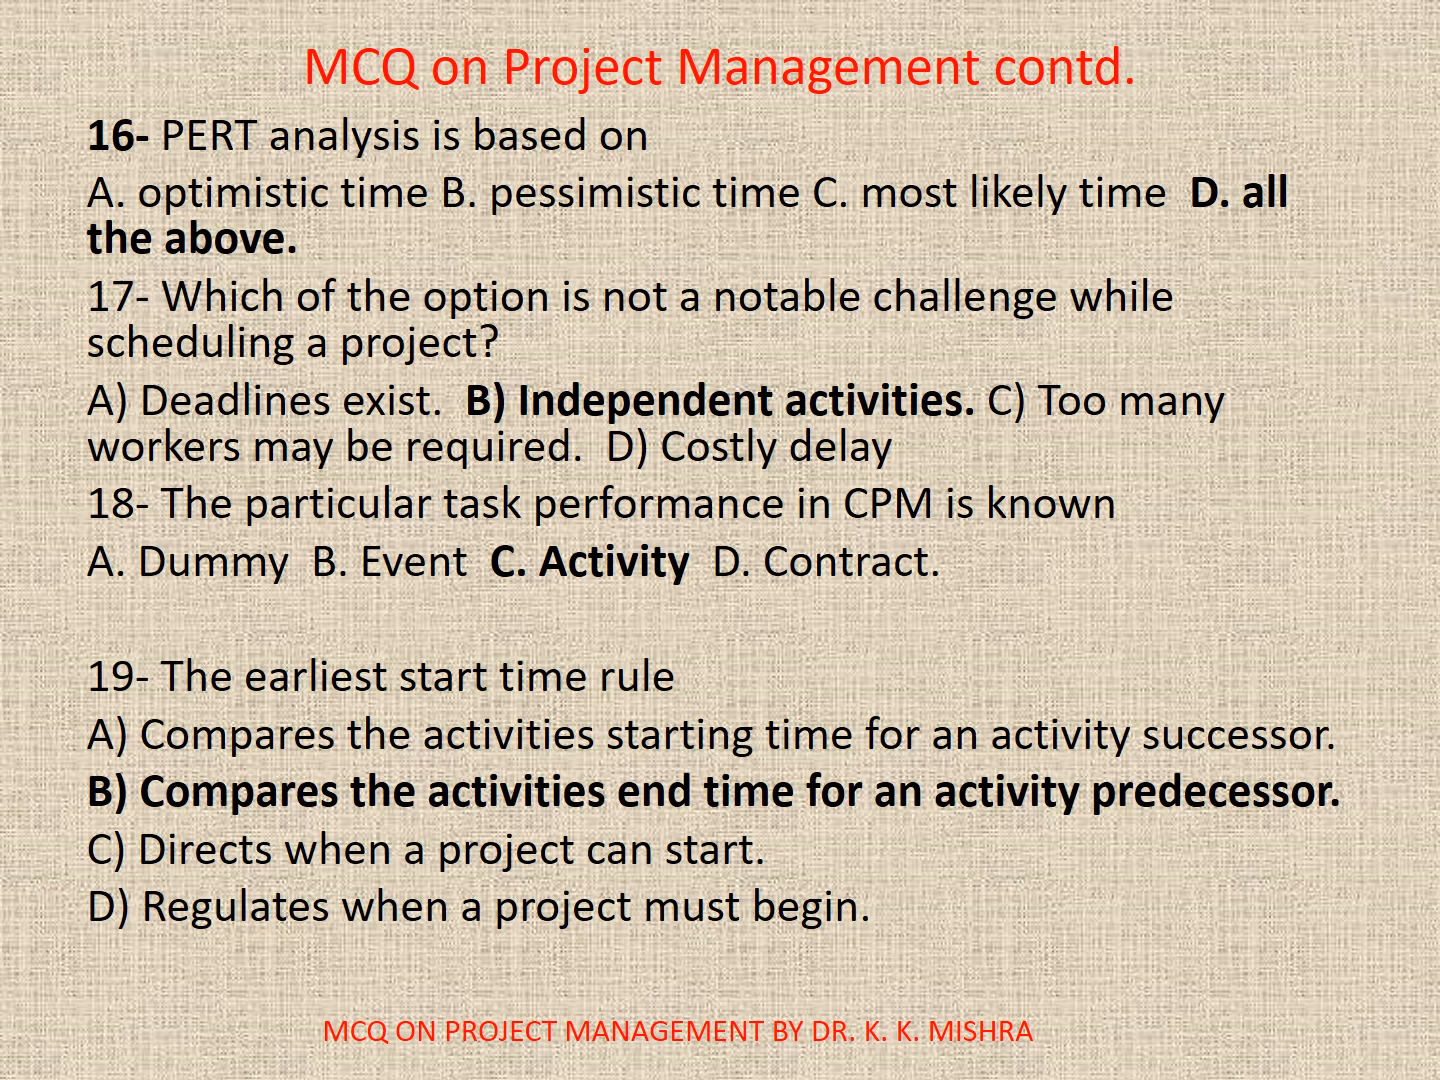 MCQ on Project Management contd.
16- PERT analysis is based on
A. optimistic time B. pessimistic time C. most likely time  D. all
the above.
17- Which of the option is not a notable challenge while
scheduling a project?
A) Deadlines exist.  B) Independent activities. C) Too many
workers may be required.  D) Costly delay
18- The particular task performance in CPM is known
A. Dummy  B. Event  C. Activity  D. Contract.
19- The earliest start time rule
A) Compares the activities starting time for an activity successor.
B) Compares the activities end time for an activity predecessor.
C) Directs when a project can start.
D) Regulates when a project must begin.
MCQ ON PROJECT MANAGEMENT BY DR. K. K. MISHRA